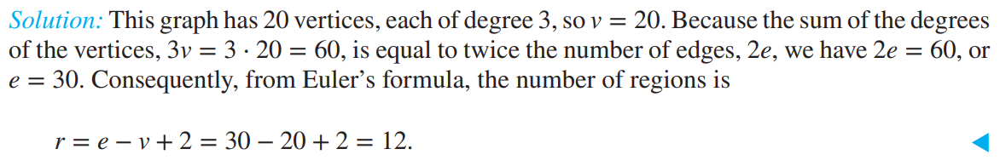 Solution: This graph has 20 vertices, each of degree 3, so v = 20. Because the sum of the degrees
of the vertices, 3v = 3 · 20 = 60, is equal to twice the number of edges, 2e, we have 2e = 60, or
e = 30. Consequently, from Euler’s formula, the number of regions is
r = e − v + 2 = 30 − 20 + 2 = 12.